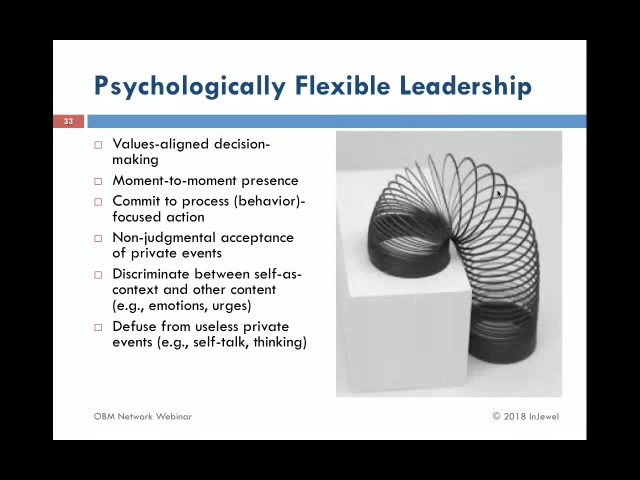 Psychologically Flexible Leadership
33
Values-aligned decision-
making
Moment-to-moment presence
Commit to process (behavior)-
focused action
Non-judgmental acceptance
of private events
Discriminate between self-as-
context and other content
(e.g., emotions, urges)
Defuse from useless private
events (e.g., self-talk, thinking)
OBM Network Webinar
© 2018 InJewel